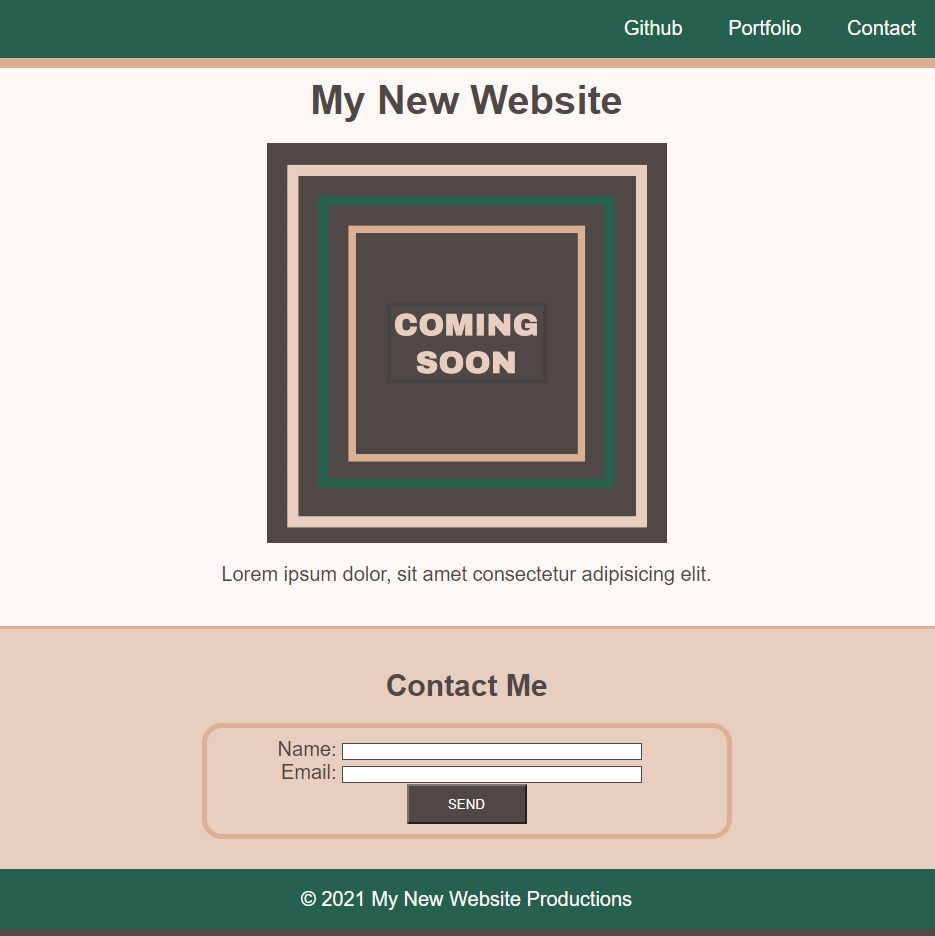 Github Portfolio Contact
My New Website
COMING
SOON
Lorem ipsum dolor, sit amet consectetur adipisicing elit.
Contact Me
Name:
Email:
SEND
© 2021 My New Website Productions